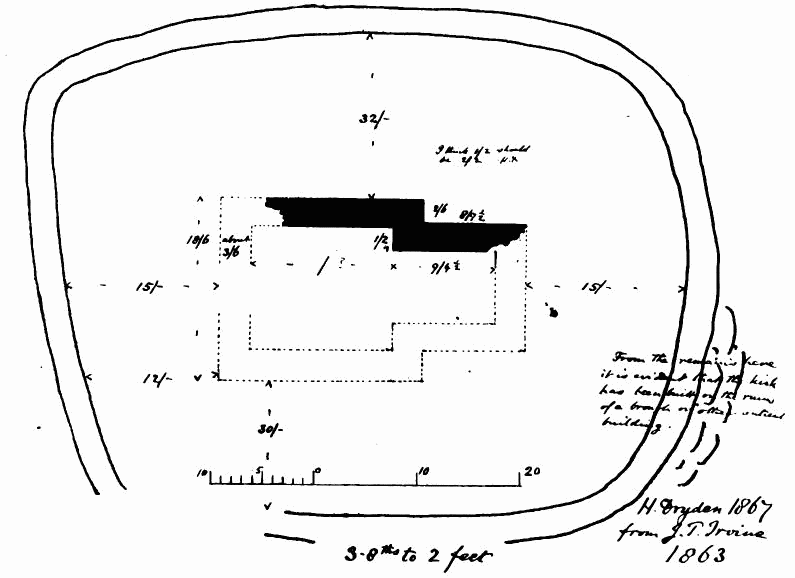 32/-
I think 1/2 should
be 2/2 
2/6 8/7½
18/6 about 1/2
3/6
/ ? 9/4½
15/- 15/-
12/-
From the remains here
it is evident that the kirk
has been built on the ruin
of a broch or other ancient
building.
30/-
10 5 0 10 20
H. Dryden 1867
from J. T. Irvine
1863
3-8ths to 2 feet